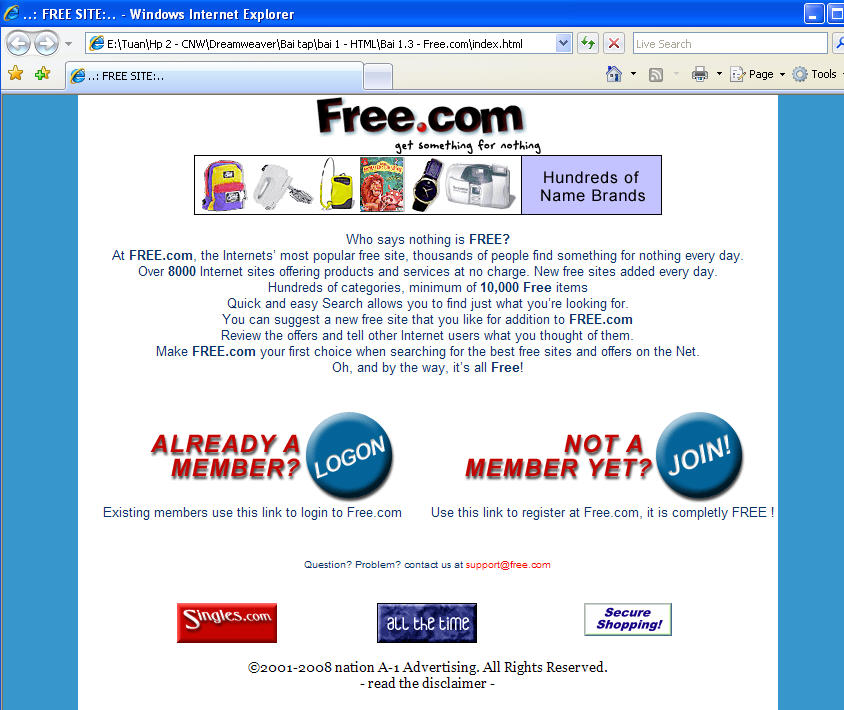 ..: FREE SITE:.. - Windows Internet Explorer
E:\Tuan\Hp 2 - CNW\Dreamweaver\Bai tap\bai 1 - HTML\Bai 1.3 - Free.com\index.html
Live Search
..: FREE SITE:..
Page
Tools
Free.com
get something for nothing
Hundreds of
Name Brands
Who says nothing is FREE?
At FREE.com, the Internets' most popular free site, thousands of people find something for nothing every day.
Over 8000 Internet sites offering products and services at no charge. New free sites added every day.
Hundreds of categories, minimum of 10,000 Free items
Quick and easy Search allows you to find just what you're looking for.
You can suggest a new free site that you like for addition to FREE.com
Review the offers and tell other Internet users what you thought of them.
Make FREE.com your first choice when searching for the best free sites and offers on the Net.
Oh, and by the way, it's all Free!
ALREADY A
MEMBER?
LOGON
NOT A
MEMBER YET?
JOIN!
Existing members use this link to login to Free.com
Use this link to register at Free.com, it is completly FREE !
Question? Problem? contact us at support@free.com
Singles.com
all the time
Secure
Shopping!
©2001-2008 nation A-1 Advertising. All Rights Reserved.
- read the disclaimer -